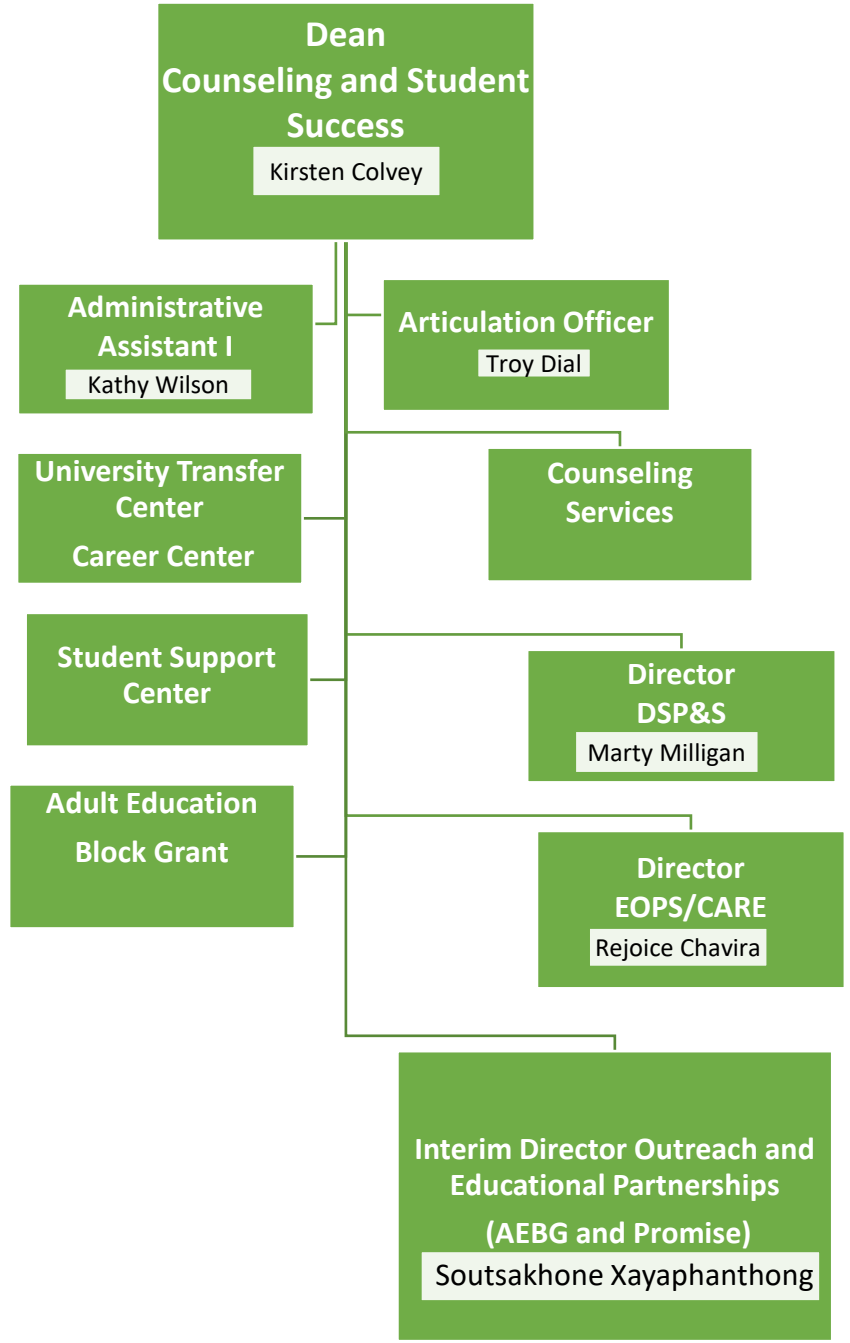 Dean
Counseling and Student
Success
Kirsten Colvey
Administrative
Assistant I
Kathy Wilson
Articulation Officer
Troy Dial
University Transfer
Center
Career Center
Counseling
Services
Student Support
Center
Director
DSP&S
Marty Milligan
Adult Education
Block Grant
Director
EOPS/CARE
Rejoice Chavira
Interim Director Outreach and
Educational Partnerships
(AEBG and Promise)
Soutsakhone Xayaphanthong